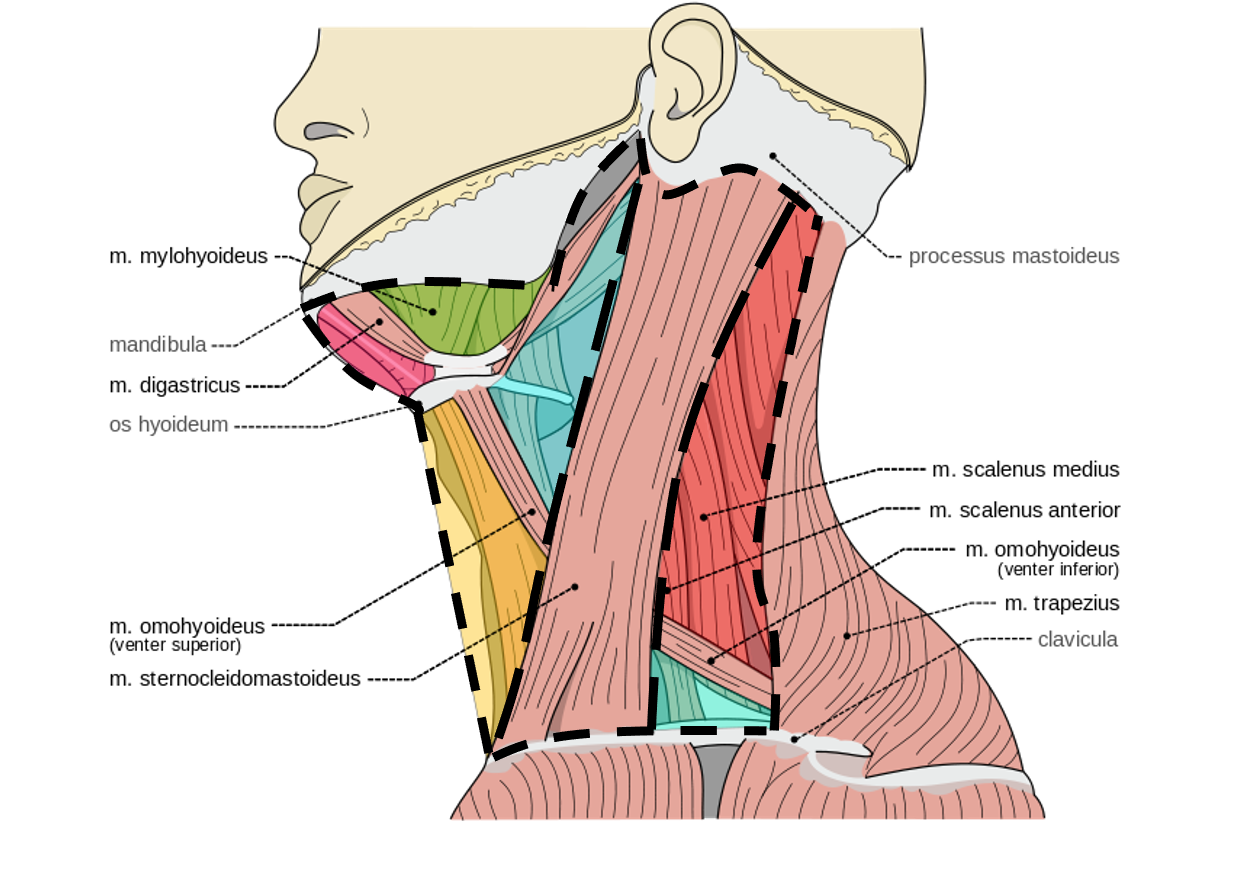 m. mylohyoideus
mandibula
m. digastricus
os hyoideum
m. omohyoideus
(venter superior)
m. sternocleidomastoideus
processus mastoideus
m. scalenus medius
m. scalenus anterior
m. omohyoideus
(venter inferior)
m. trapezius
clavicula